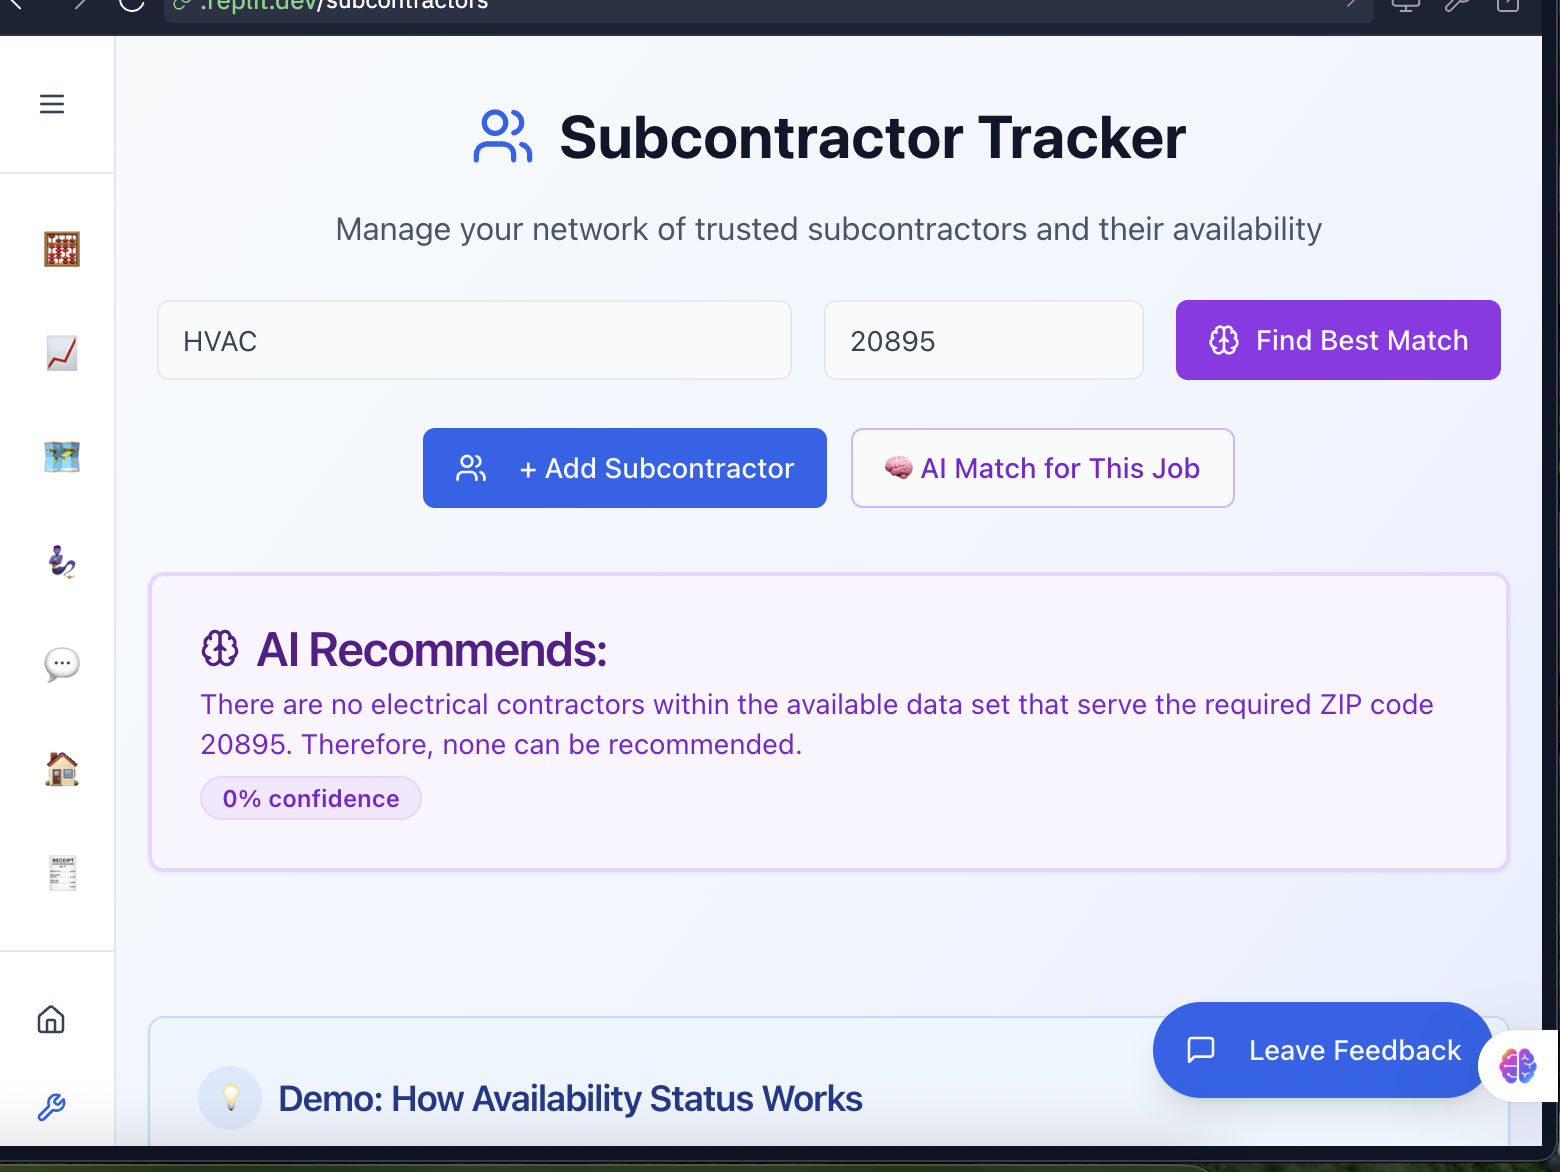 .replit.dev/subcontractors
Subcontractor Tracker
Manage your network of trusted subcontractors and their availability
HVAC
20895
Find Best Match
+ Add Subcontractor
AI Match for This Job
AI Recommends:
There are no electrical contractors within the available data set that serve the required ZIP code
20895. Therefore, none can be recommended.
0% confidence
RECEIPT
Leave Feedback
Demo: How Availability Status Works